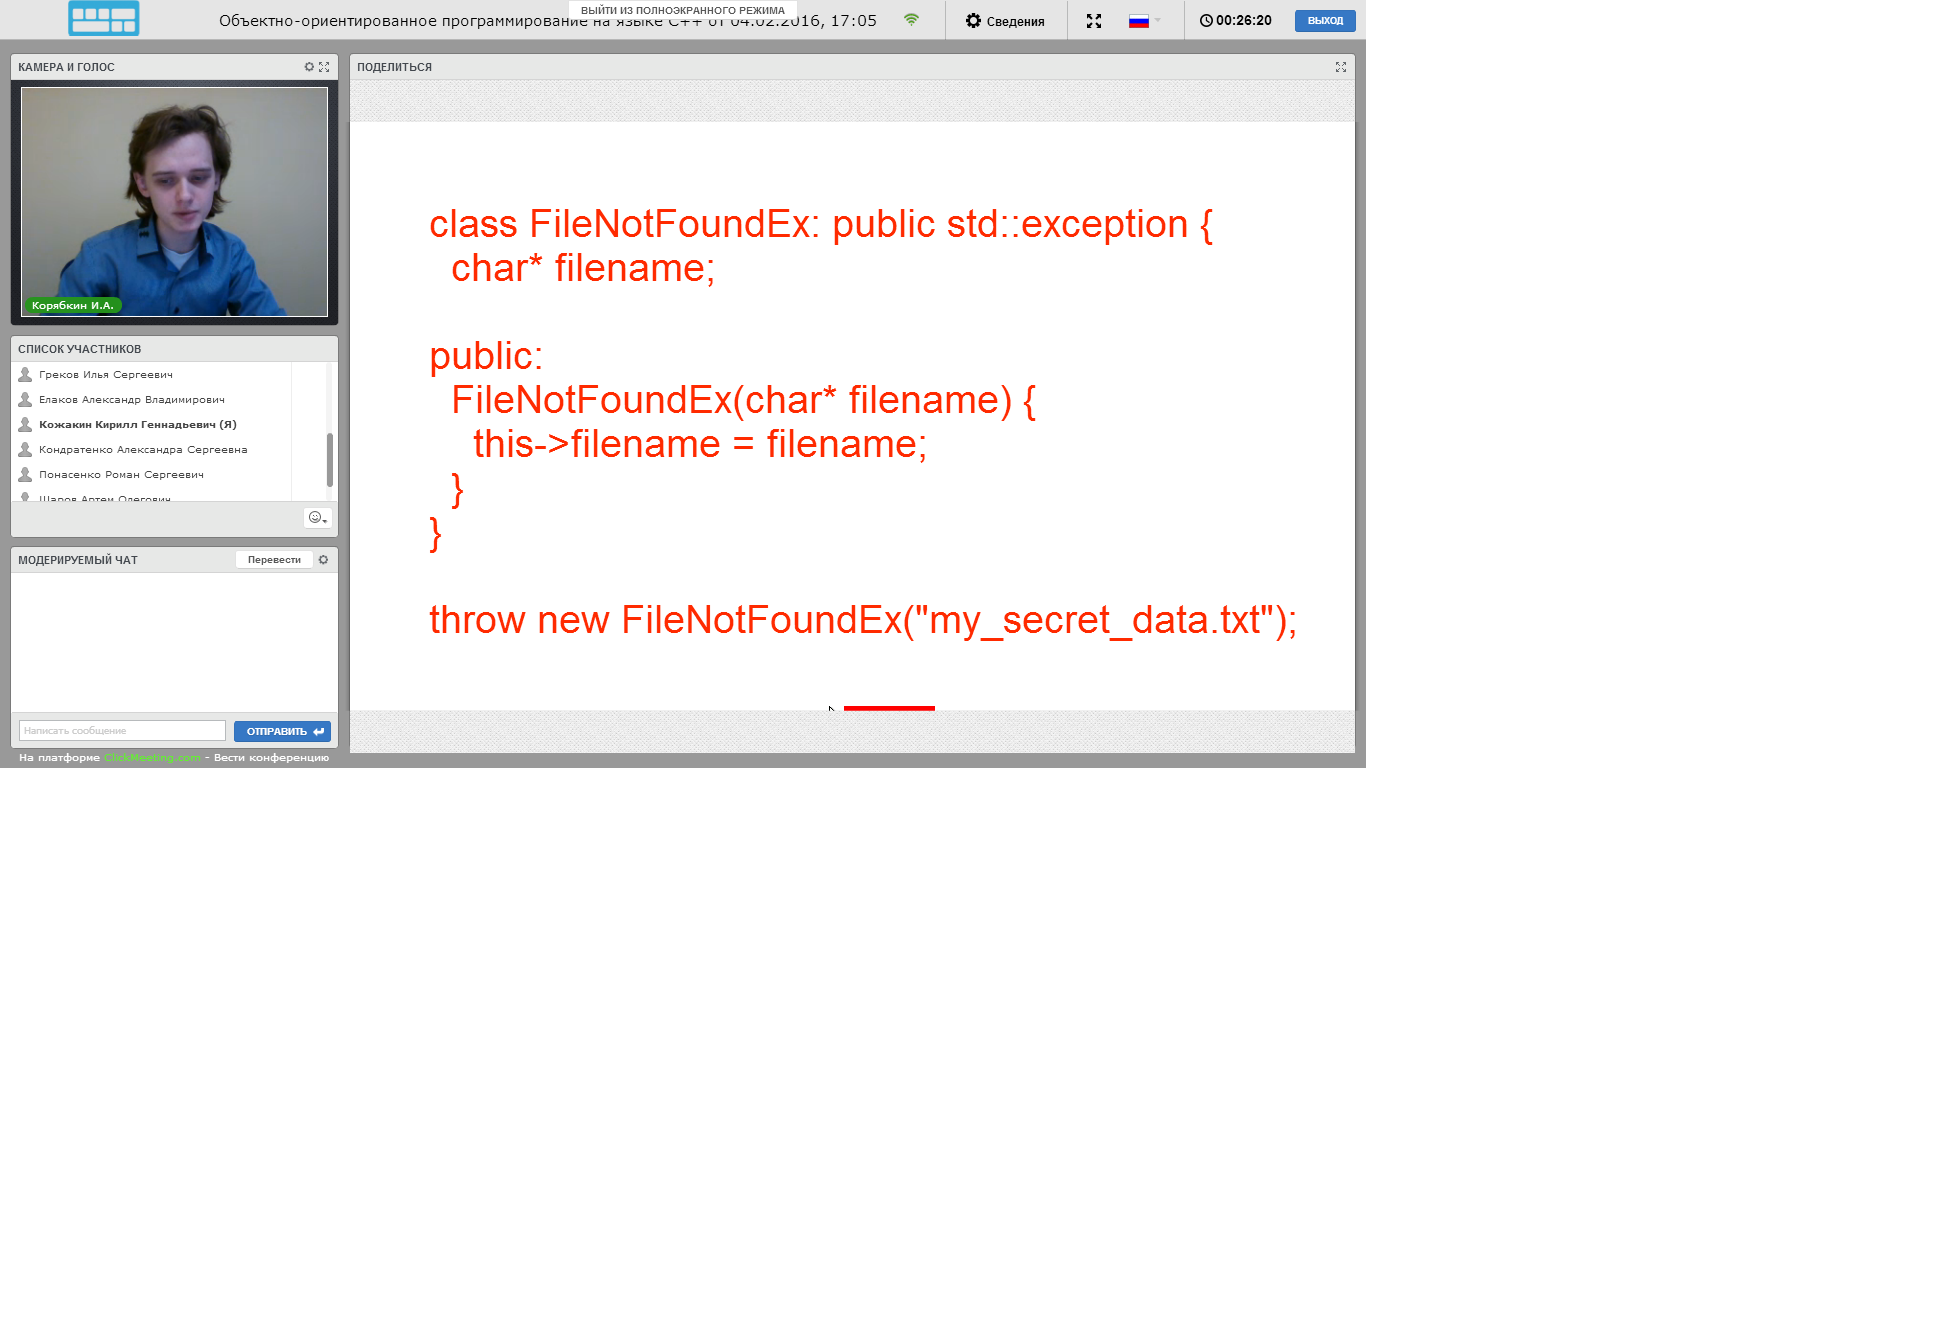 ВЫЙТИ ИЗ ПОЛНОЭКРАННОГО РЕЖИМА
Объектно-ориентированное программирование на языке C++ от 04.02.2016, 17:05
Сведения
00:26:20
ВЫХОД
КАМЕРА И ГОЛОС
Корябкин И.А.
СПИСОК УЧАСТНИКОВ
Греков Илья Сергеевич
Елаков Александр Владимирович
Кожакин Кирилл Геннадьевич (Я)
Кондратенко Александра Сергеевна
Понасенко Роман Сергеевич
Шаров Артем Олегович
МОДЕРИРУЕМЫЙ ЧАТ
Перевести
Написать сообщение
ОТПРАВИТЬ
На платформе ClickMeeting.com - Вести конференцию
ПОДЕЛИТЬСЯ
class FileNotFoundEx: public std::exception {
char* filename;
public:
FileNotFoundEx(char* filename) {
this->filename = filename;
}
}
throw new FileNotFoundEx("my_secret_data.txt");